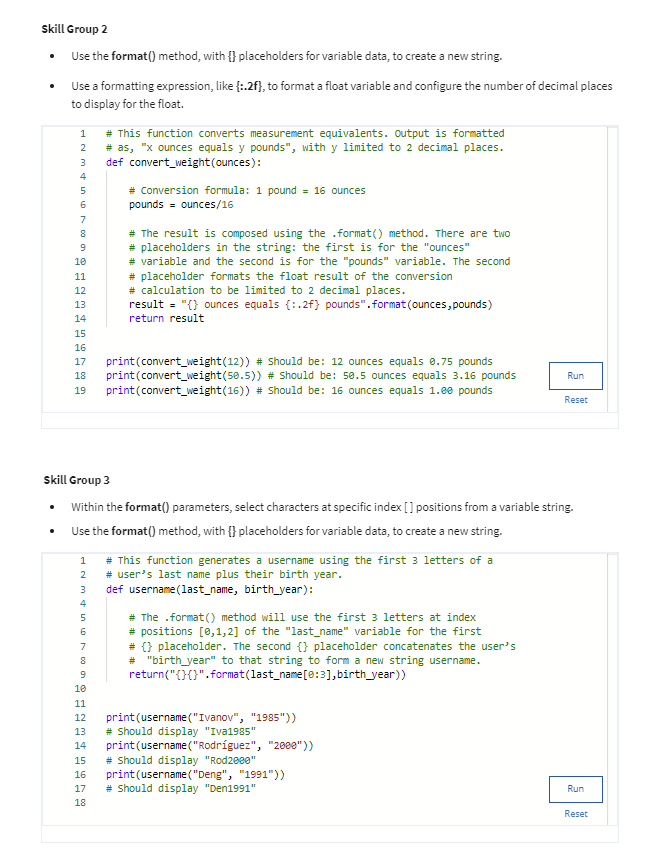 Skill Group 2
• Use the format() method, with {} placeholders for variable data, to create a new string.
• Use a formatting expression, like {:.2f}, to format a float variable and configure the number of decimal places
to display for the float.
1 # This function converts measurement equivalents. Output is formatted
2 # as, "x ounces equals y pounds", with y limited to 2 decimal places.
3 def convert_weight(ounces):
4
5     # Conversion formula: 1 pound = 16 ounces
6     pounds = ounces/16
7
8     # The result is composed using the .format() method. There are two
9     # placeholders in the string: the first is for the "ounces"
10     # variable and the second is for the "pounds" variable. The second
11     # placeholder formats the float result of the conversion
12     # calculation to be limited to 2 decimal places.
13     result = "{} ounces equals {:.2f} pounds".format(ounces,pounds)
14     return result
15
16
17 print(convert_weight(12)) # Should be: 12 ounces equals 0.75 pounds
18 print(convert_weight(50.5)) # Should be: 50.5 ounces equals 3.16 pounds
19 print(convert_weight(16)) # Should be: 16 ounces equals 1.00 pounds
Run
Reset
Skill Group 3
• Within the format() parameters, select characters at specific index [ ] positions from a variable string.
• Use the format() method, with {} placeholders for variable data, to create a new string.
1 # This function generates a username using the first 3 letters of a
2 # user's last name plus their birth year.
3 def username(last_name, birth_year):
4
5     # The .format() method will use the first 3 letters at index
6     # positions [0,1,2] of the "last_name" variable for the first
7     # {} placeholder. The second {} placeholder concatenates the user's
8     #  "birth_year" to that string to form a new string username.
9     return("{}{}".format(last_name[0:3],birth_year))
10
11
12 print(username("Ivanov", "1985"))
13 # Should display "Iva1985"
14 print(username("Rodríguez", "2000"))
15 # Should display "Rod2000"
16 print(username("Deng", "1991"))
17 # Should display "Den1991"
18
Run
Reset